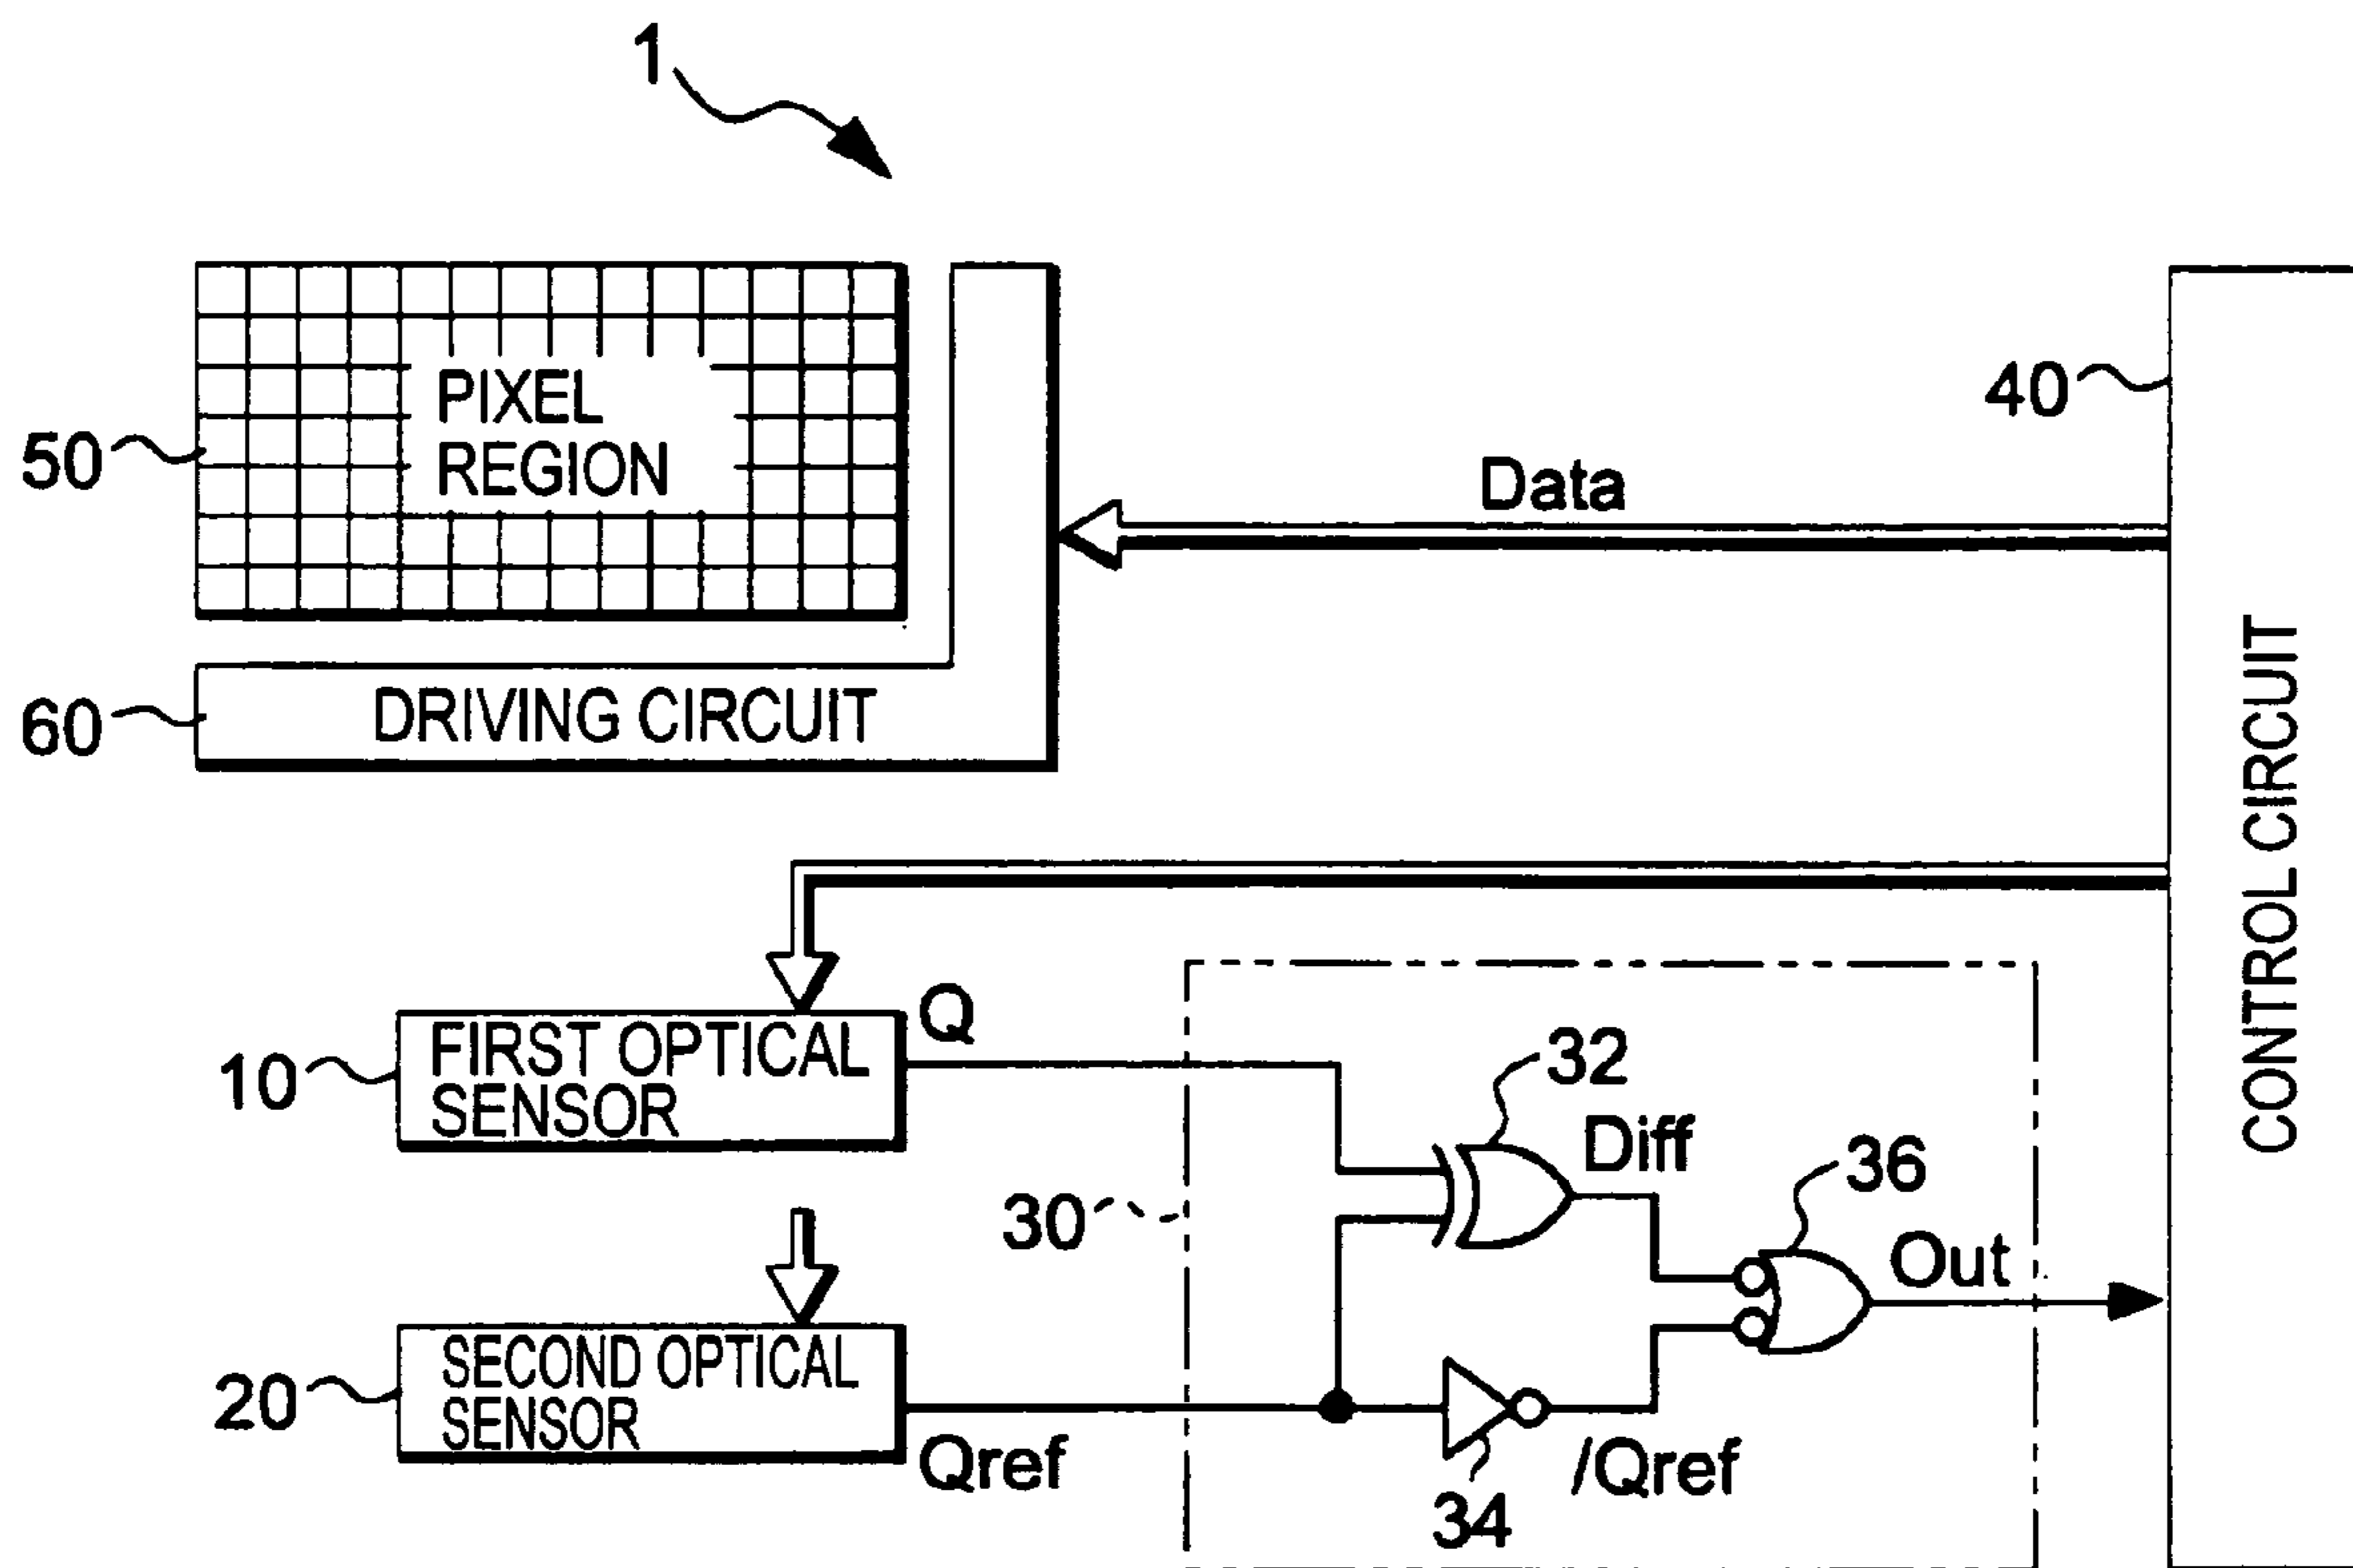 1
PIXEL
REGION
50
40
Data
60
DRIVING CIRCUIT
CONTROL CIRCUIT
Q
FIRST OPTICAL
SENSOR
10
32
Diff
36
30
Out
SECOND OPTICAL
SENSOR
20
Qref
/Qref
34